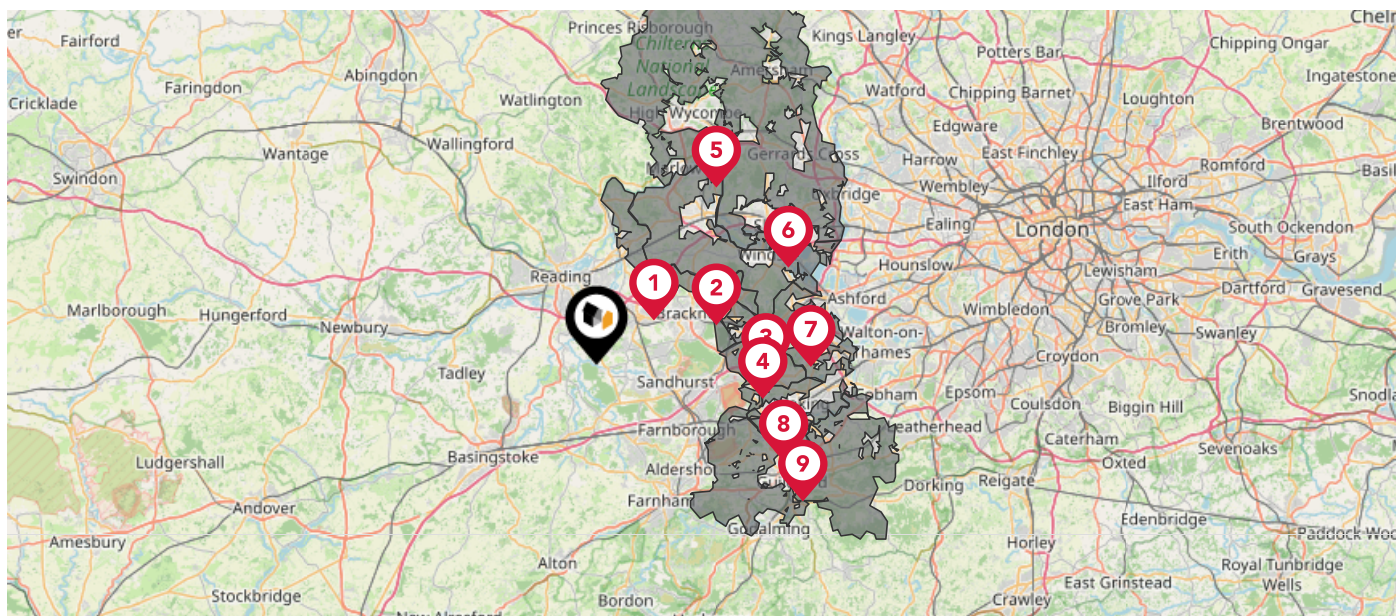 Princes Risborough
Kings Langley
Fairford
Chiltern
National
Landscape
Potters Bar
Chipping Ongar
Abingdon
Amersham
Ingatestone
Faringdon
Watlington
Watford
Chipping Barnet
Loughton
Cricklade
High Wycombe
Edgware
Brentwood
Wallingford
Wantage
5
Gerrards Cross
Harrow
East Finchley
Romford
Swindon
Wembley
Ilford
Uxbridge
East Ham
Ealing
London
South Ockendon
6
Hounslow
Erith
Grays
Reading
1
2
Lewisham
Dartford
Gravesend
Marlborough
Hungerford
Newbury
Ashford
Grove Park
Wimbledon
Bromley
Swanley
3
7
Walton-on-
Thames
Croydon
4
Tadley
Sandhurst
Epsom
Coulsdon
Biggin Hill
8
Farnborough
Leatherhead
Caterham
Sevenoaks
Basingstoke
Ludgershall
9
Oxted
Dorking
Reigate
Farnham
Andover
Godalming
Edenbridge
Amesbury
Horley
Alton
Royal Tunbridge
Wells
East Grinstead
Stockbridge
Bordon
Crawley